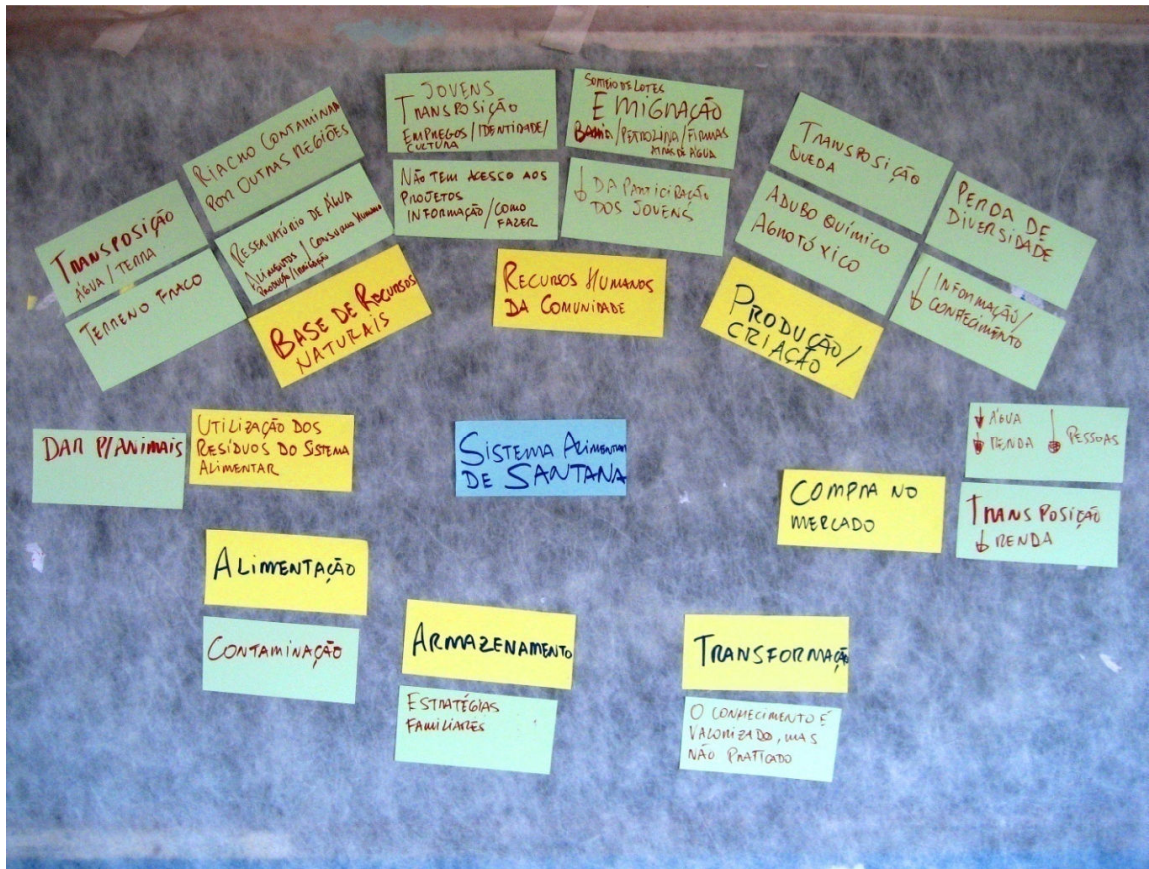 TRANSPOSIÇÃO
ÁGUA / TERRA
TERRENO FRACO
RIACHO CONTAMINA
POR OUTRAS REGIÕES
RESERVATÓRIO DE ÁGUA
ALIMENTOS / CONSUMO HUMANO
PRODUÇÃO / IRRIGAÇÃO
BASE DE RECURSOS
NATURAIS
JOVENS
TRANSPOSIÇÃO
EMPREGOS / IDENTIDADE /
CULTURA
NÃO TEM ACESSO AOS
PROJETOS
INFORMAÇÃO / COMO
FAZER
SORTEIO DE LOTES
EMIGRAÇÃO
BAHIA / PETROLINA / FIRMAS
ATRAS DE ÁGUA
↓ DA PARTICIPAÇÃO
DOS JOVENS
RECURSOS HUMANOS
DA COMUNIDADE
TRANSPOSIÇÃO
QUEDA
ADUBO QUÍMICO
AGROTÓXICO
PRODUÇÃO /
CRIAÇÃO
PERDA DE
DIVERSIDADE
↓ INFORMAÇÃO /
CONHECIMENTO
DAR P/ANIMAIS
UTILIZAÇÃO DOS
RESÍDUOS DO SISTEMA
ALIMENTAR
SISTEMA ALIMENTAR
DE SANTANA
COMPRA NO
MERCADO
↓ ÁGUA
↓ RENDA ↓ PESSOAS
TRANSPOSIÇÃO
↓ RENDA
ALIMENTAÇÃO
CONTAMINAÇÃO
ARMAZENAMENTO
ESTRATÉGIAS
FAMILIARES
TRANSFORMAÇÃO
O CONHECIMENTO É
VALORIZADO, MAS
NÃO PRATICADO